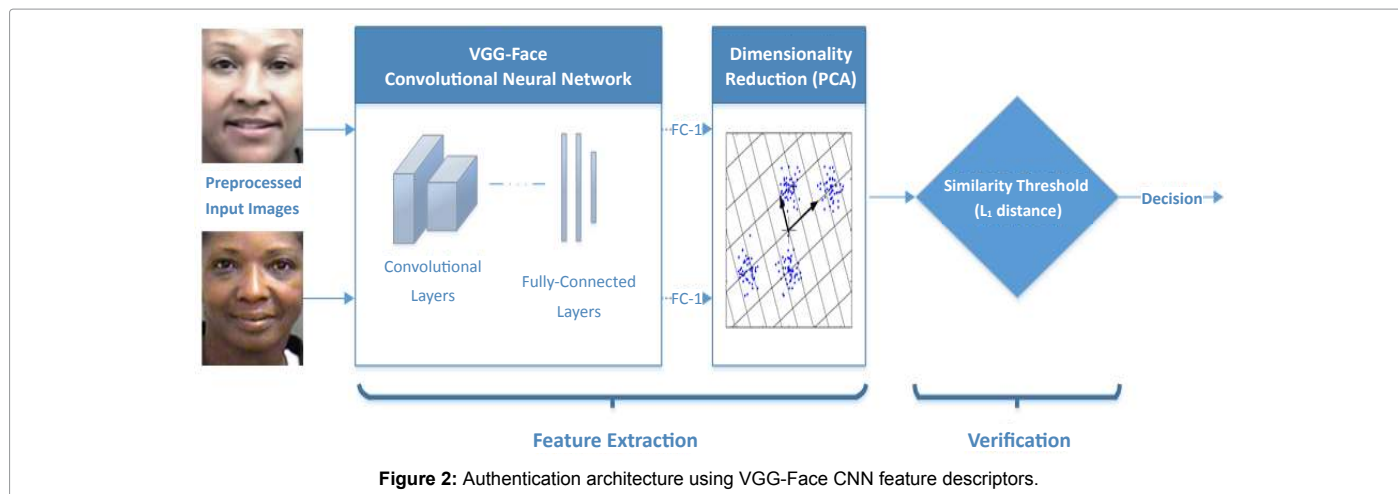 VGG-Face
Convolutional Neural Network
Dimensionality
Reduction (PCA)
FC-1
Preprocessed
Input Images
Similarity Threshold
(L₁ distance)
Decision
Convolutional
Layers
Fully-Connected
Layers
FC-1
Feature Extraction
Verification
Figure 2: Authentication architecture using VGG-Face CNN feature descriptors.